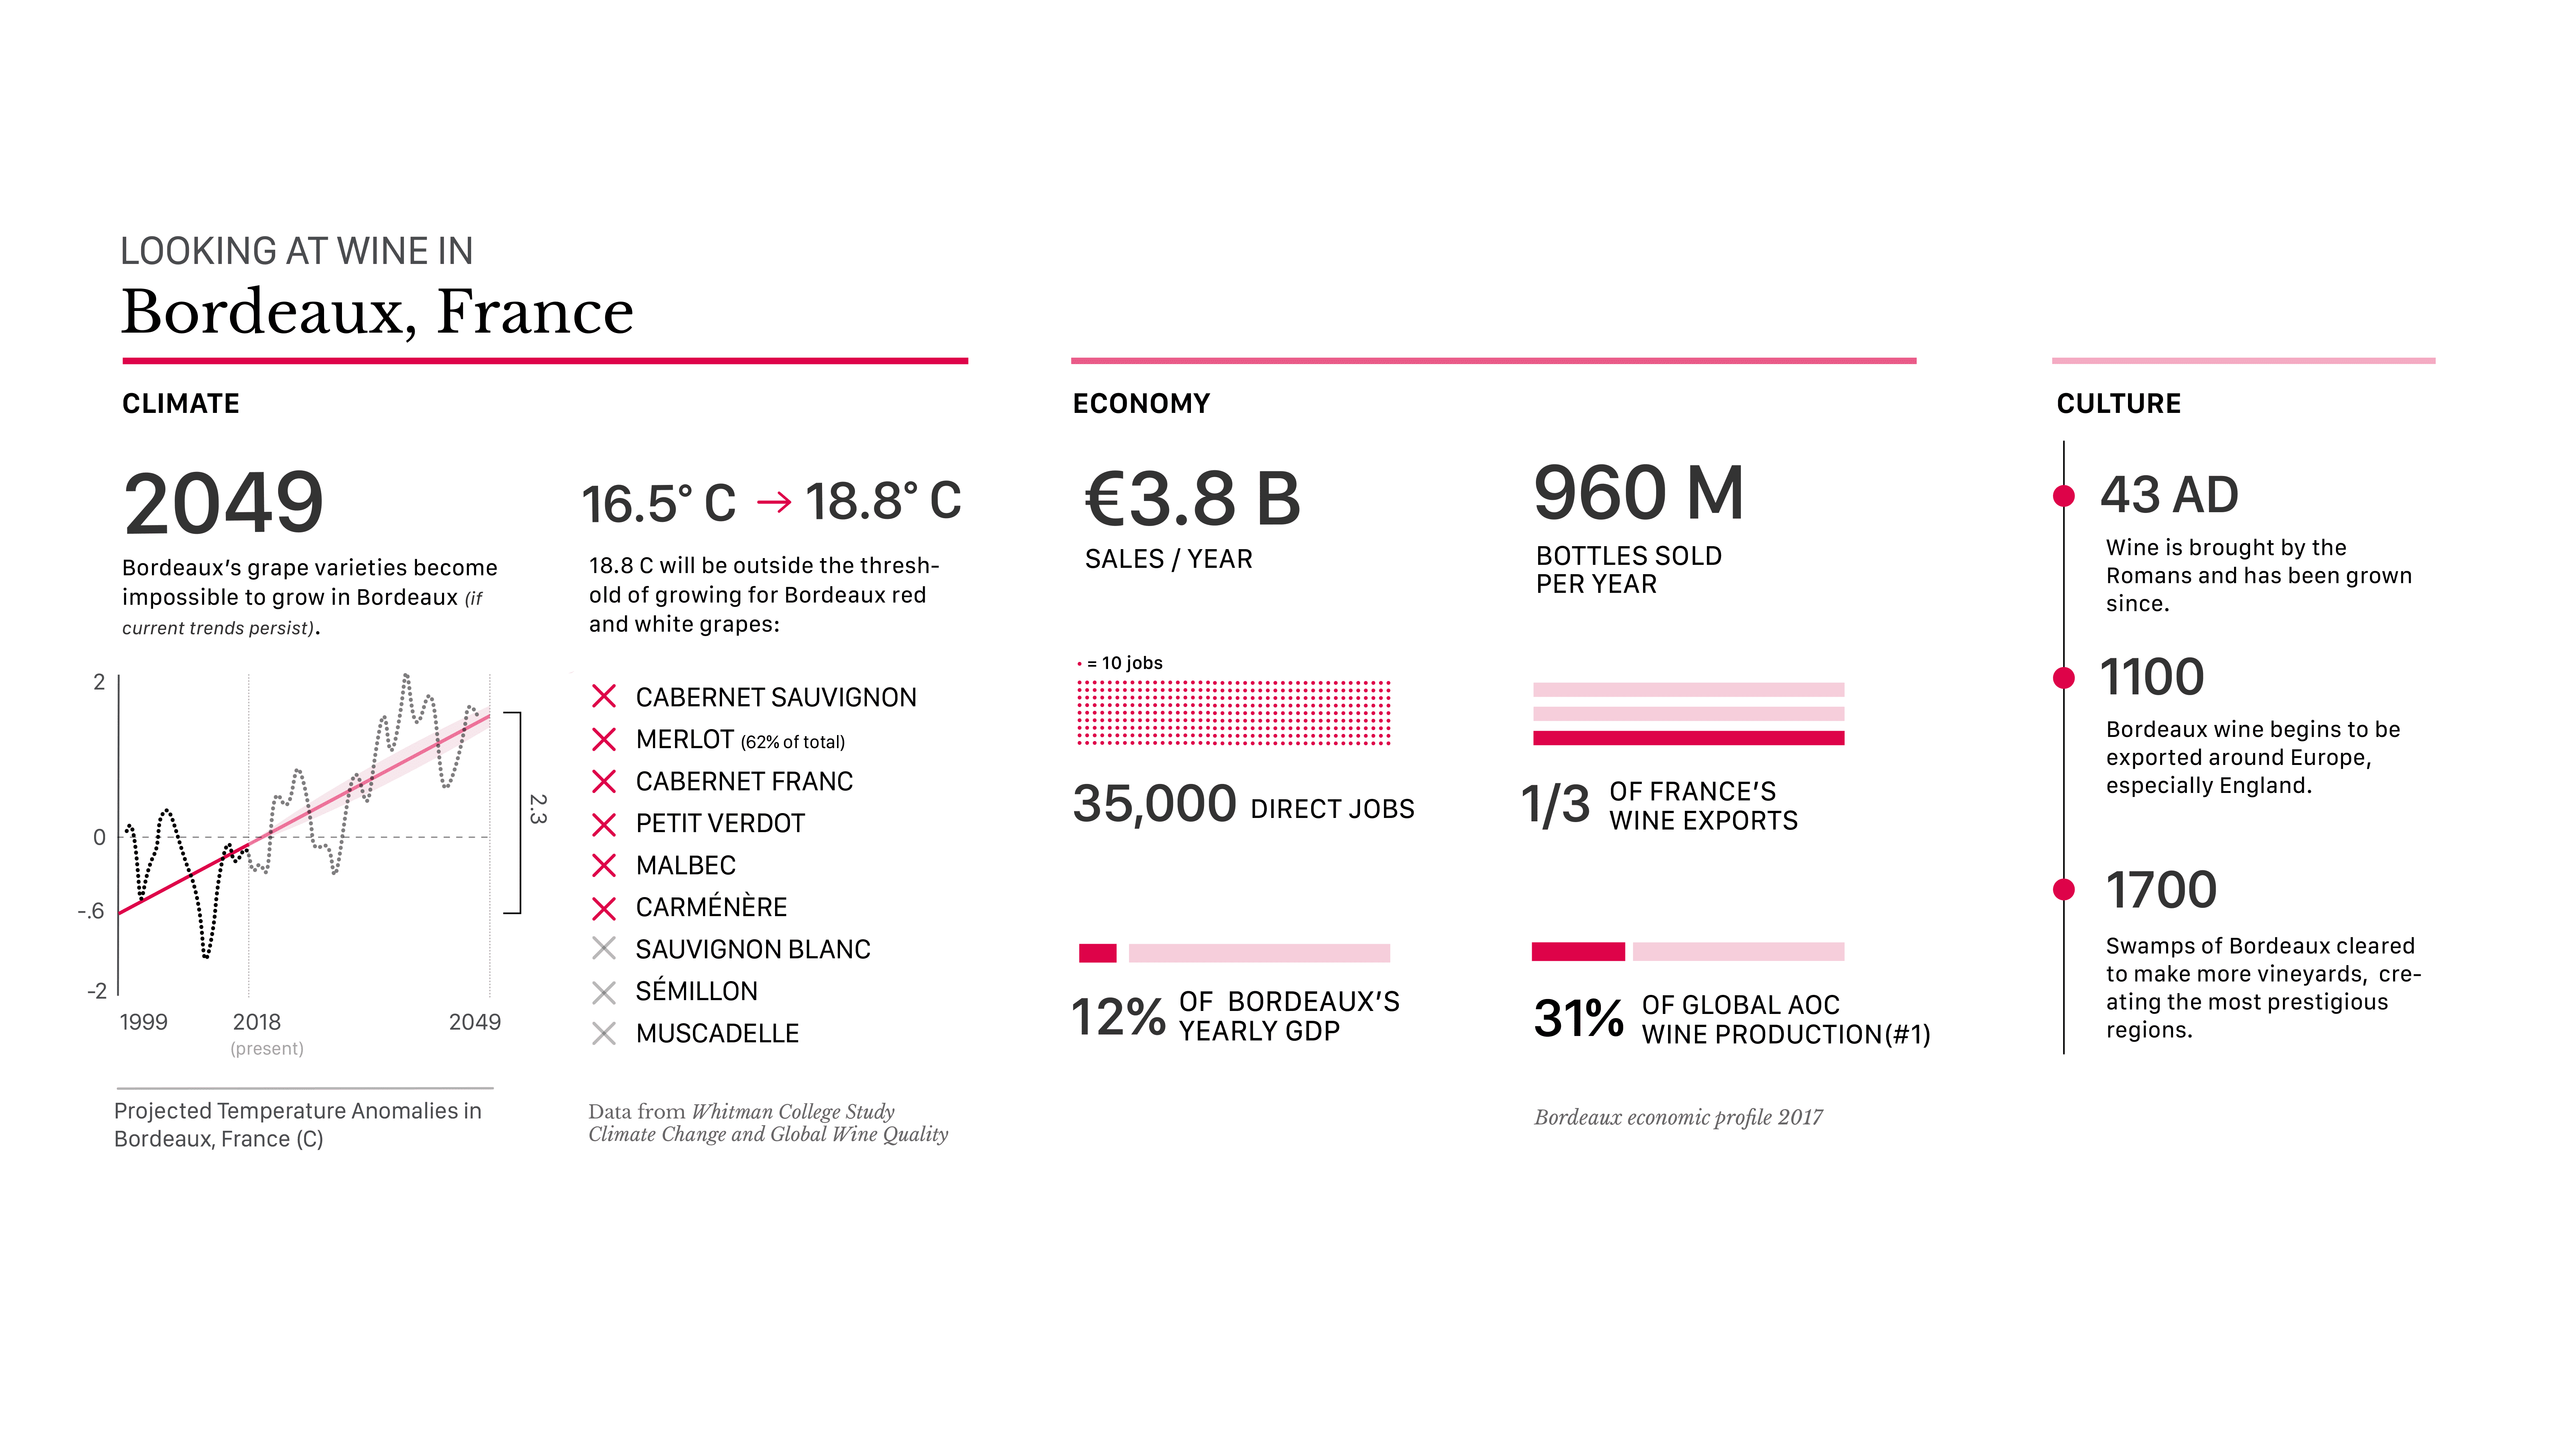 LOOKING AT WINE IN
Bordeaux, France
CLIMATE
2049
Bordeaux's grape varieties become
impossible to grow in Bordeaux (if
current trends persist).
2
0
-.6
-2
1999
2018
2049
(present)
2.3
Projected Temperature Anomalies in
Bordeaux, France (C)
16.5° C → 18.8° C
18.8 C will be outside the thresh-
old of growing for Bordeaux red
and white grapes:
CABERNET SAUVIGNON
MERLOT (62% of total)
CABERNET FRANC
PETIT VERDOT
MALBEC
CARMÉNÈRE
SAUVIGNON BLANC
SÉMILLON
MUSCADELLE
Data from Whitman College Study
Climate Change and Global Wine Quality
ECONOMY
€3.8 B
SALES / YEAR
= 10 jobs
35,000 DIRECT JOBS
12% OF BORDEAUX'S
YEARLY GDP
960 M
BOTTLES SOLD
PER YEAR
1/3 OF FRANCE'S
WINE EXPORTS
31% OF GLOBAL AOC
WINE PRODUCTION(#1)
Bordeaux economic profile 2017
CULTURE
43 AD
Wine is brought by the
Romans and has been grown
since.
1100
Bordeaux wine begins to be
exported around Europe,
especially England.
1700
Swamps of Bordeaux cleared
to make more vineyards, cre-
ating the most prestigious
regions.